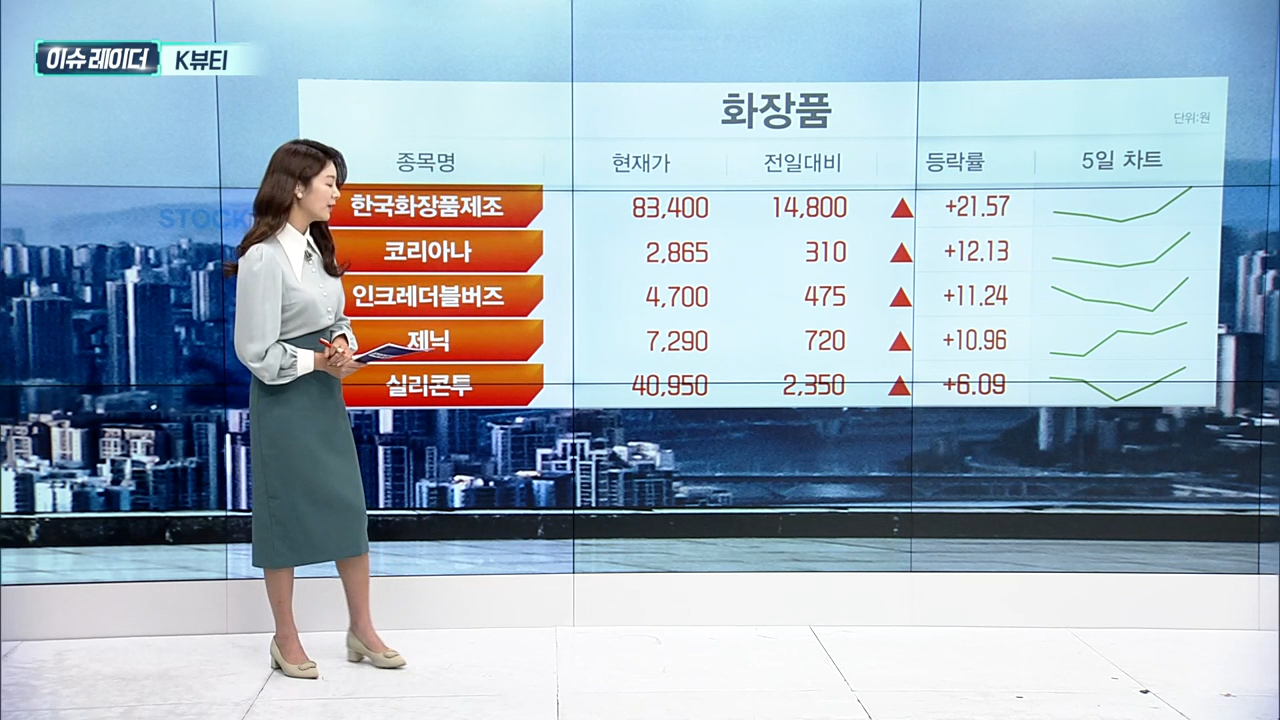 이슈 레이더 K뷰티
화장품
단위:원
종목명 현재가 전일대비 등락률 5일 차트
한국화장품제조 83,400 14,800 ▲ +21.57
코리아나 2,865 310 ▲ +12.13
인크레더블버즈 4,700 475 ▲ +11.24
제닉 7,290 720 ▲ +10.96
실리콘투 40,950 2,350 ▲ +6.09
STOCK